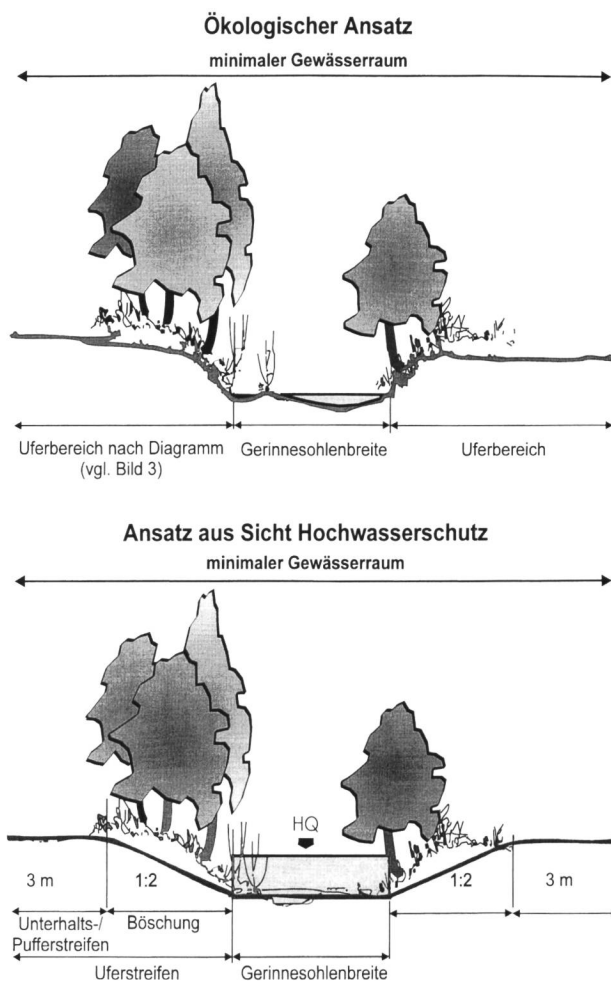 Ökologischer Ansatz
minimaler Gewässerraum
Uferbereich nach Diagramm
(vgl. Bild 3)
Gerinnesohlenbreite
Uferbereich
Ansatz aus Sicht Hochwasserschutz
minimaler Gewässerraum
HQ
3 m
1:2
1:2
3 m
Unterhalts-/
Pufferstreifen
Böschung
Uferstreifen
Gerinnesohlenbreite